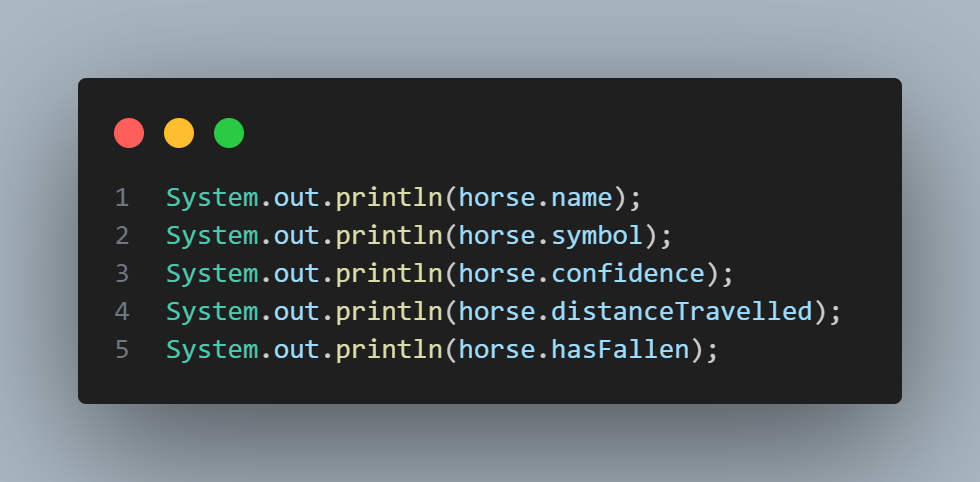 1 System.out.println(horse.name);
2 System.out.println(horse.symbol);
3 System.out.println(horse.confidence);
4 System.out.println(horse.distanceTravelled);
5 System.out.println(horse.hasFallen);